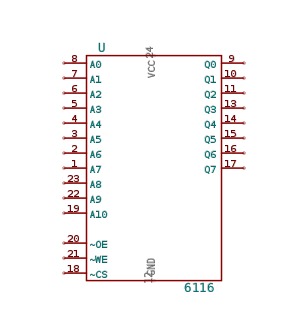 U
8 A0 VCC 24 Q0 9
7 A1 Q1 10
6 A2 Q2 11
5 A3 Q3 13
4 A4 Q4 14
3 A5 Q5 15
2 A6 Q6 16
1 A7 Q7 17
23 A8
22 A9
19 A10
20 ~OE
21 ~WE
18 ~CS 12 GND
6116